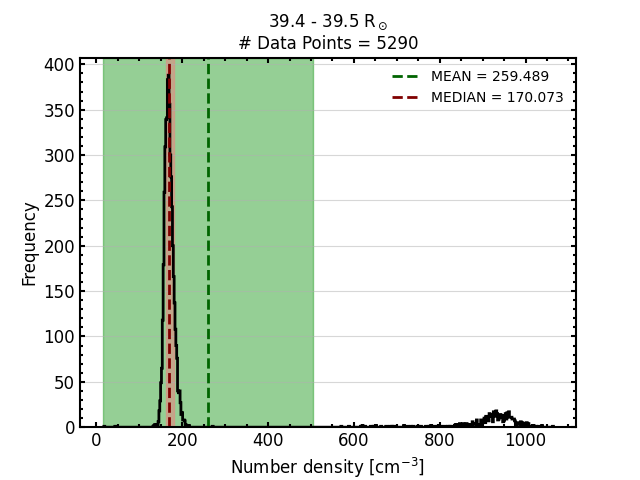 39.4 - 39.5 R⊙
# Data Points = 5290
MEAN = 259.489
MEDIAN = 170.073
Frequency
400
350
300
250
200
150
100
50
0
0 200 400 600 800 1000
Number density [cm⁻³]